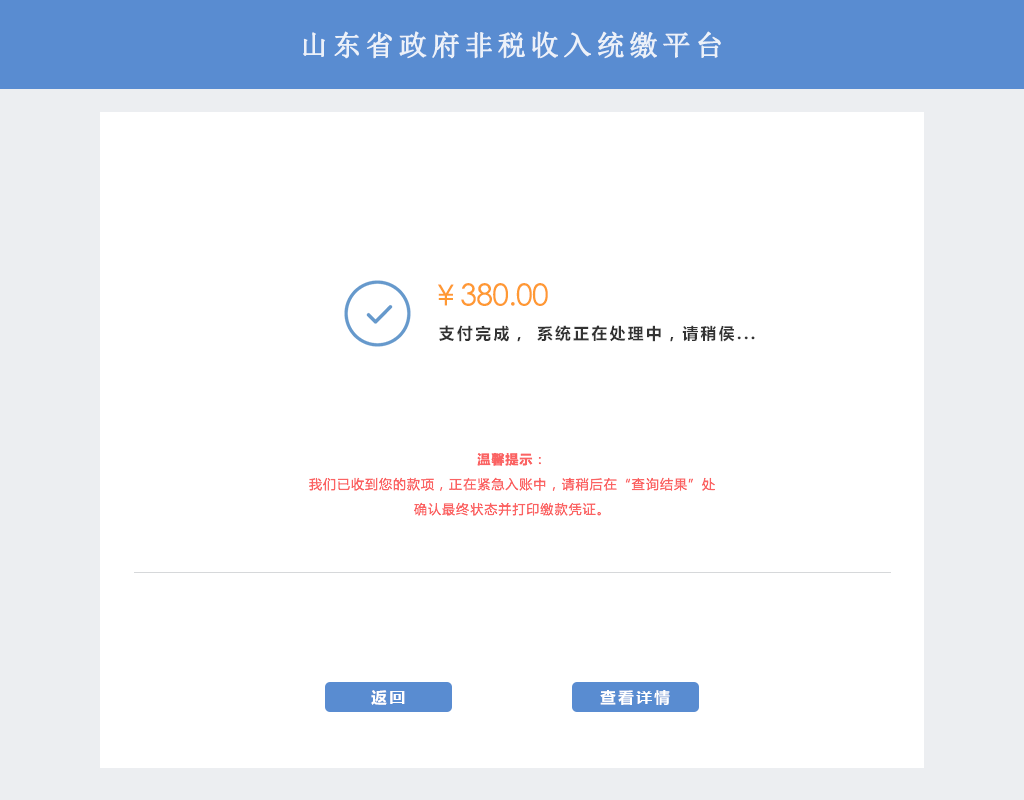 山东省政府非税收入统缴平台
¥380.00
支付完成， 系统正在处理中，请稍侯...
温馨提示：
我们已收到您的款项，正在紧急入账中，请稍后在“查询结果”处
确认最终状态并打印缴款凭证。
返回
查看详情